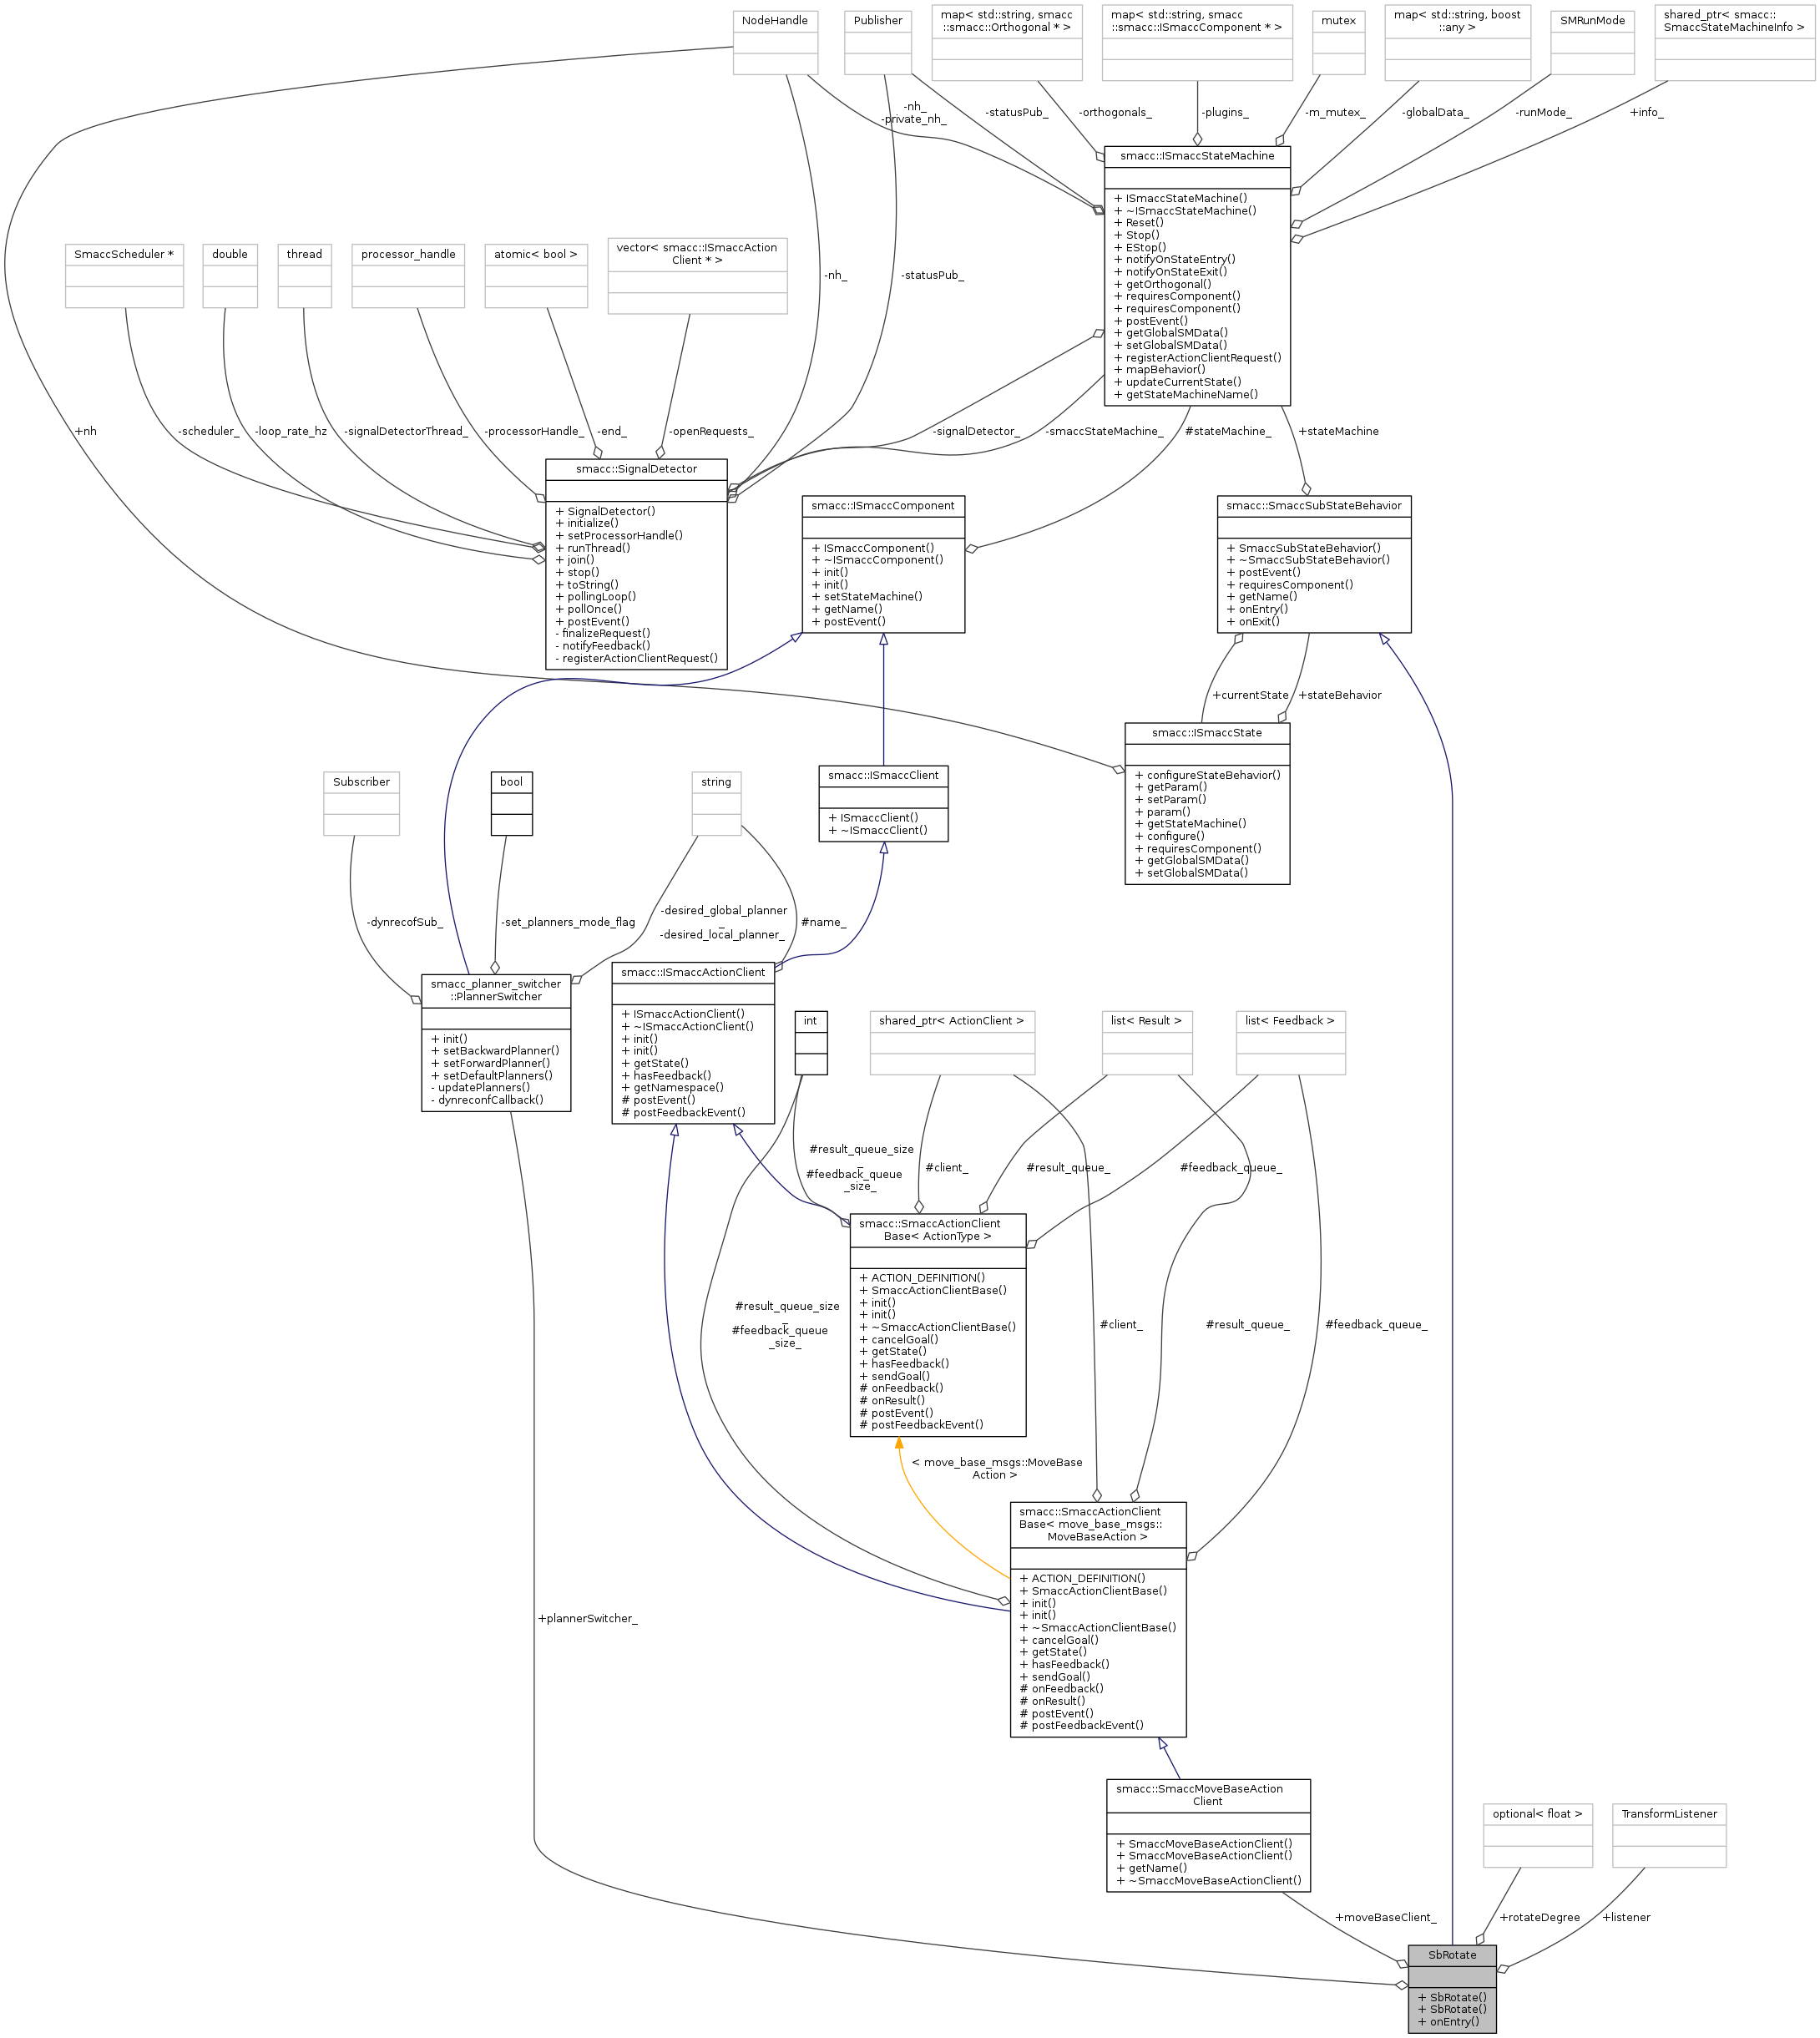 NodeHandle
Publisher
map< std::string, smacc
::smacc::Orthogonal * >
map< std::string, smacc
::smacc::ISmaccComponent * >
mutex
map< std::string, boost
::any >
SMRunMode
shared_ptr< smacc::
SmaccStateMachineInfo >
-nh_
-private_nh_
-statusPub_
-orthogonals_
-plugins_
-m_mutex_
-globalData_
-runMode_
+info_
smacc::ISmaccStateMachine
+ ISmaccStateMachine()
+ ~ISmaccStateMachine()
+ Reset()
+ Stop()
+ EStop()
+ notifyOnStateEntry()
+ notifyOnStateExit()
+ getOrthogonal()
+ requiresComponent()
+ requiresComponent()
+ postEvent()
+ getGlobalSMData()
+ setGlobalSMData()
+ registerActionClientRequest()
+ mapBehavior()
+ updateCurrentState()
+ getStateMachineName()
SmaccScheduler *
double
thread
processor_handle
atomic< bool >
vector< smacc::ISmaccAction
Client * >
-nh_
-statusPub_
+nh
-scheduler_
-loop_rate_hz
-signalDetectorThread_
-processorHandle_
-end_
-openRequests_
-signalDetector_
-smaccStateMachine_
#stateMachine_
+stateMachine
smacc::SignalDetector
+ SignalDetector()
+ initialize()
+ setProcessorHandle()
+ runThread()
+ join()
+ stop()
+ toString()
+ pollingLoop()
+ pollOnce()
+ postEvent()
- finalizeRequest()
- notifyFeedback()
- registerActionClientRequest()
smacc::ISmaccComponent
+ ISmaccComponent()
+ ~ISmaccComponent()
+ init()
+ init()
+ setStateMachine()
+ getName()
+ postEvent()
smacc::SmaccSubStateBehavior
+ SmaccSubStateBehavior()
+ ~SmaccSubStateBehavior()
+ postEvent()
+ requiresComponent()
+ getName()
+ onEntry()
+ onExit()
+currentState
+stateBehavior
smacc::ISmaccState
+ configureStateBehavior()
+ getParam()
+ setParam()
+ param()
+ getStateMachine()
+ configure()
+ requiresComponent()
+ getGlobalSMData()
+ setGlobalSMData()
Subscriber
bool
string
smacc::ISmaccClient
+ ISmaccClient()
+ ~ISmaccClient()
-dynrecofSub_
-set_planners_mode_flag
-desired_global_planner
_
-desired_local_planner_
#name_
smacc_planner_switcher
::PlannerSwitcher
+ init()
+ setBackwardPlanner()
+ setForwardPlanner()
+ setDefaultPlanners()
- updatePlanners()
- dynreconfCallback()
smacc::ISmaccActionClient
+ ISmaccActionClient()
+ ~ISmaccActionClient()
+ init()
+ init()
+ getState()
+ hasFeedback()
+ getNamespace()
# postEvent()
# postFeedbackEvent()
int
shared_ptr< ActionClient >
list< Result >
list< Feedback >
#result_queue_size
_
#feedback_queue
_size_
#client_
#result_queue_
#feedback_queue_
smacc::SmaccActionClient
Base< ActionType >
+ ACTION_DEFINITION()
+ SmaccActionClientBase()
+ init()
+ init()
+ ~SmaccActionClientBase()
+ cancelGoal()
+ getState()
+ hasFeedback()
+ sendGoal()
# onFeedback()
# onResult()
# postEvent()
# postFeedbackEvent()
#result_queue_size
_
#feedback_queue
_size_
#client_
#result_queue_
#feedback_queue_
< move_base_msgs::MoveBase
Action >
smacc::SmaccActionClient
Base< move_base_msgs::
MoveBaseAction >
+ ACTION_DEFINITION()
+ SmaccActionClientBase()
+ init()
+ init()
+ ~SmaccActionClientBase()
+ cancelGoal()
+ getState()
+ hasFeedback()
+ sendGoal()
# onFeedback()
# onResult()
# postEvent()
# postFeedbackEvent()
+plannerSwitcher_
smacc::SmaccMoveBaseAction
Client
+ SmaccMoveBaseActionClient()
+ SmaccMoveBaseActionClient()
+ getName()
+ ~SmaccMoveBaseActionClient()
optional< float >
TransformListener
+moveBaseClient_
+rotateDegree
+listener
SbRotate
+ SbRotate()
+ SbRotate()
+ onEntry()